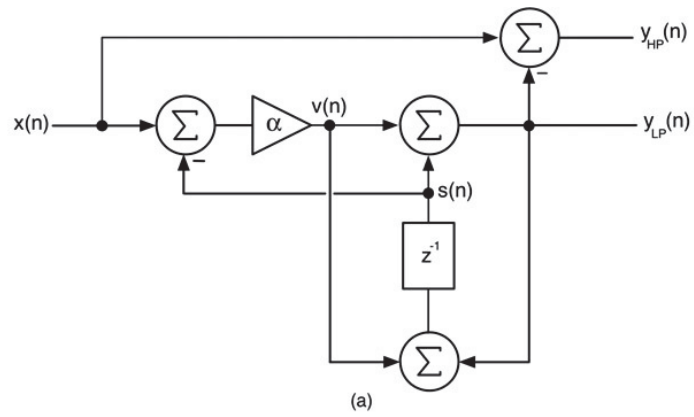 Σ y_HP(n)
x(n) Σ α v(n) Σ y_LP(n)
− −
s(n)
z⁻¹
Σ
(a)